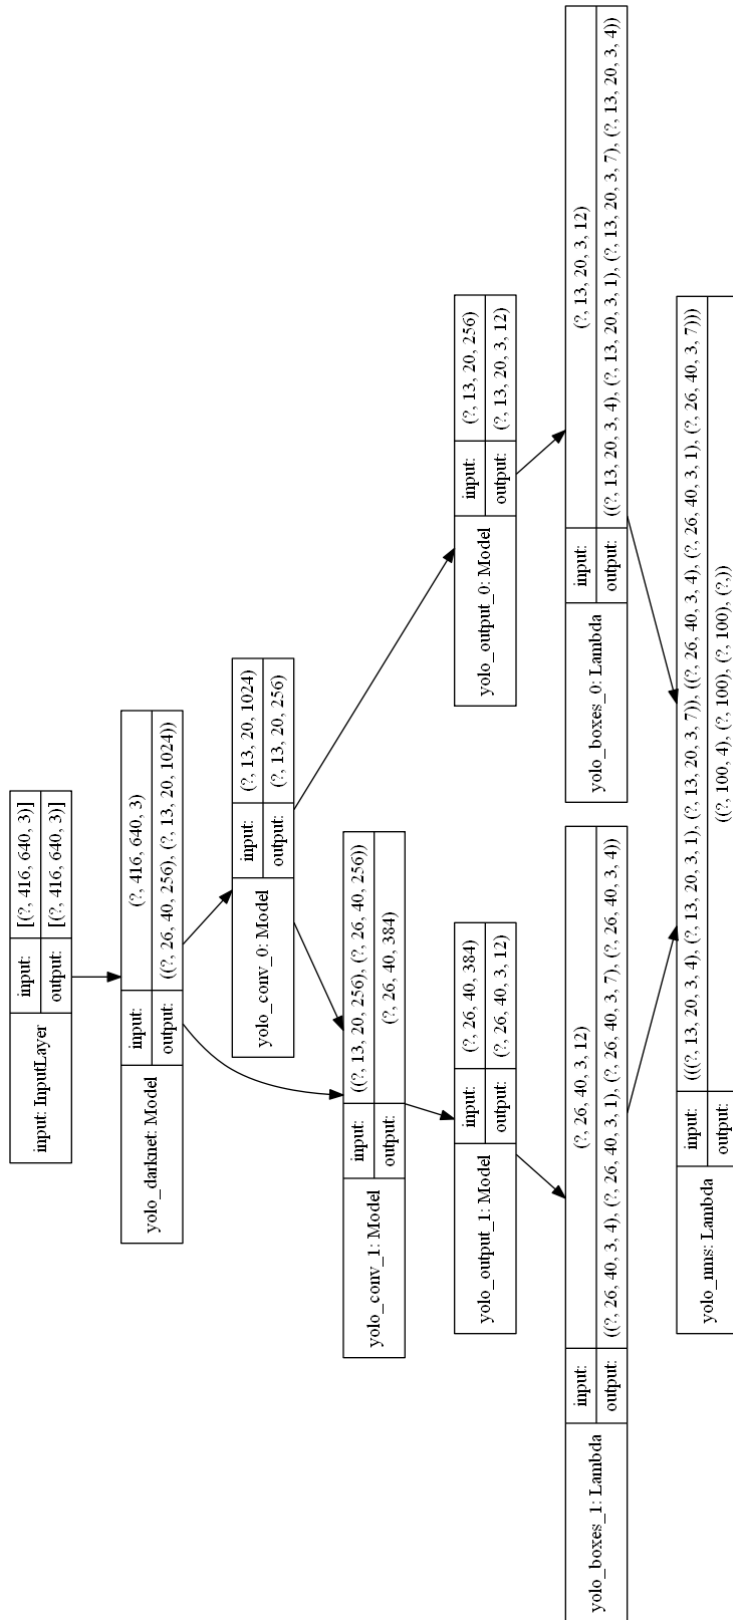 input: InputLayer
input:
[(?, 416, 640, 3)]
output:
[(?, 416, 640, 3)]
yolo_darknet: Model
input:
(?, 416, 640, 3)
output:
((?, 26, 40, 256), (?, 13, 20, 1024))
yolo_conv_0: Model
input:
(?, 13, 20, 1024)
output:
(?, 13, 20, 256)
yolo_conv_1: Model
input:
((?, 13, 20, 256), (?, 26, 40, 256))
output:
(?, 26, 40, 384)
yolo_output_1: Model
input:
(?, 26, 40, 384)
output:
(?, 26, 40, 3, 12)
yolo_output_0: Model
input:
(?, 13, 20, 256)
output:
(?, 13, 20, 3, 12)
yolo_boxes_1: Lambda
input:
(?, 26, 40, 3, 12)
output:
((?, 26, 40, 3, 4), (?, 26, 40, 3, 1), (?, 26, 40, 3, 7), (?, 26, 40, 3, 4))
yolo_boxes_0: Lambda
input:
(?, 13, 20, 3, 12)
output:
((?, 13, 20, 3, 4), (?, 13, 20, 3, 1), (?, 13, 20, 3, 7), (?, 13, 20, 3, 4))
yolo_nms: Lambda
input:
(((?, 13, 20, 3, 4), (?, 13, 20, 3, 1), (?, 13, 20, 3, 7)), ((?, 26, 40, 3, 4), (?, 26, 40, 3, 1), (?, 26, 40, 3, 7)))
output:
((?, 100, 4), (?, 100), (?, 100), (?,))